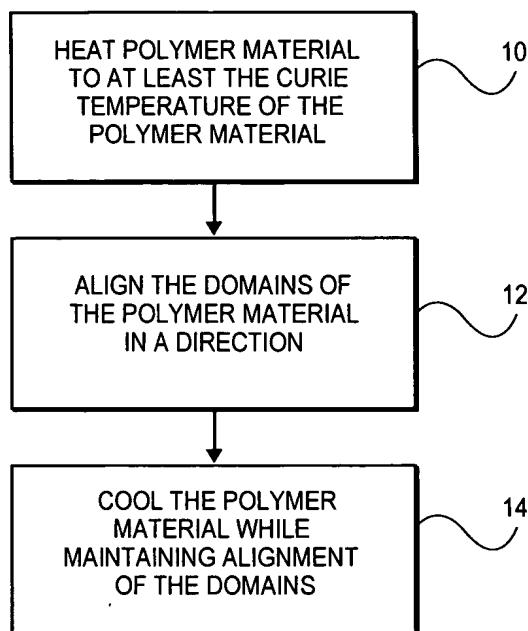 HEAT POLYMER MATERIAL
TO AT LEAST THE CURIE
TEMPERATURE OF THE
POLYMER MATERIAL
10
ALIGN THE DOMAINS OF
THE POLYMER MATERIAL
IN A DIRECTION
12
COOL THE POLYMER
MATERIAL WHILE
MAINTAINING ALIGNMENT
OF THE DOMAINS
14